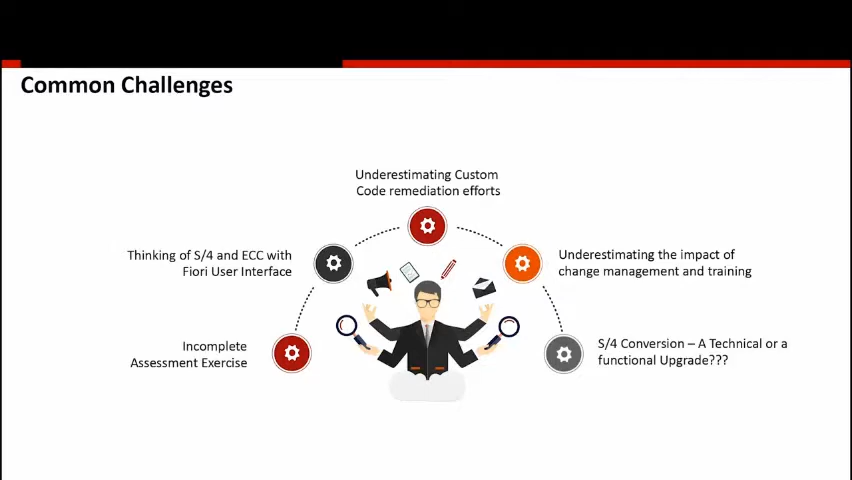 Common Challenges
Underestimating Custom
Code remediation efforts
Thinking of S/4 and ECC with
Fiori User Interface
Underestimating the impact of
change management and training
Incomplete
Assessment Exercise
S/4 Conversion – A Technical or a
functional Upgrade???